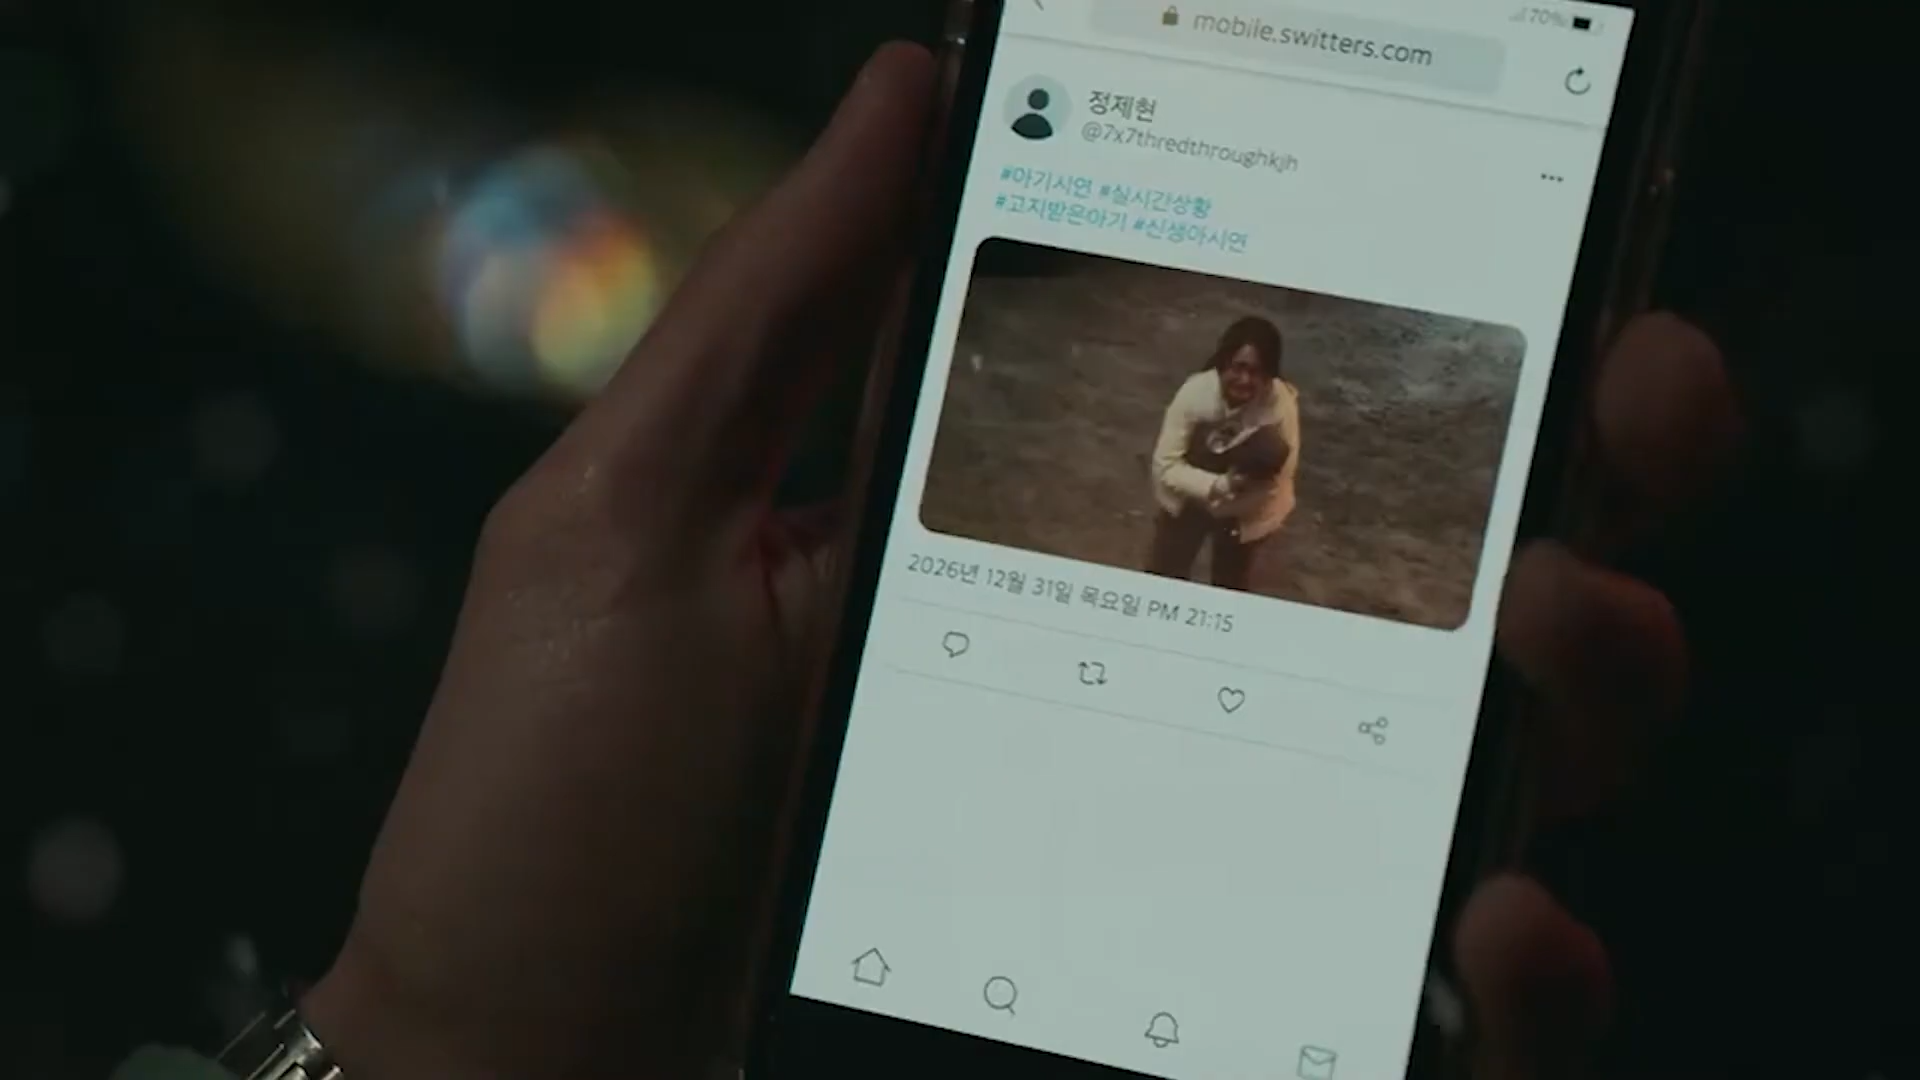 70%
mobile.switters.com
정제현
@7x7thredthroughkjh
#아기시연 #실시간상황
#고지받은아기 #신생아시연
2026년 12월 31일 목요일 PM 21:15